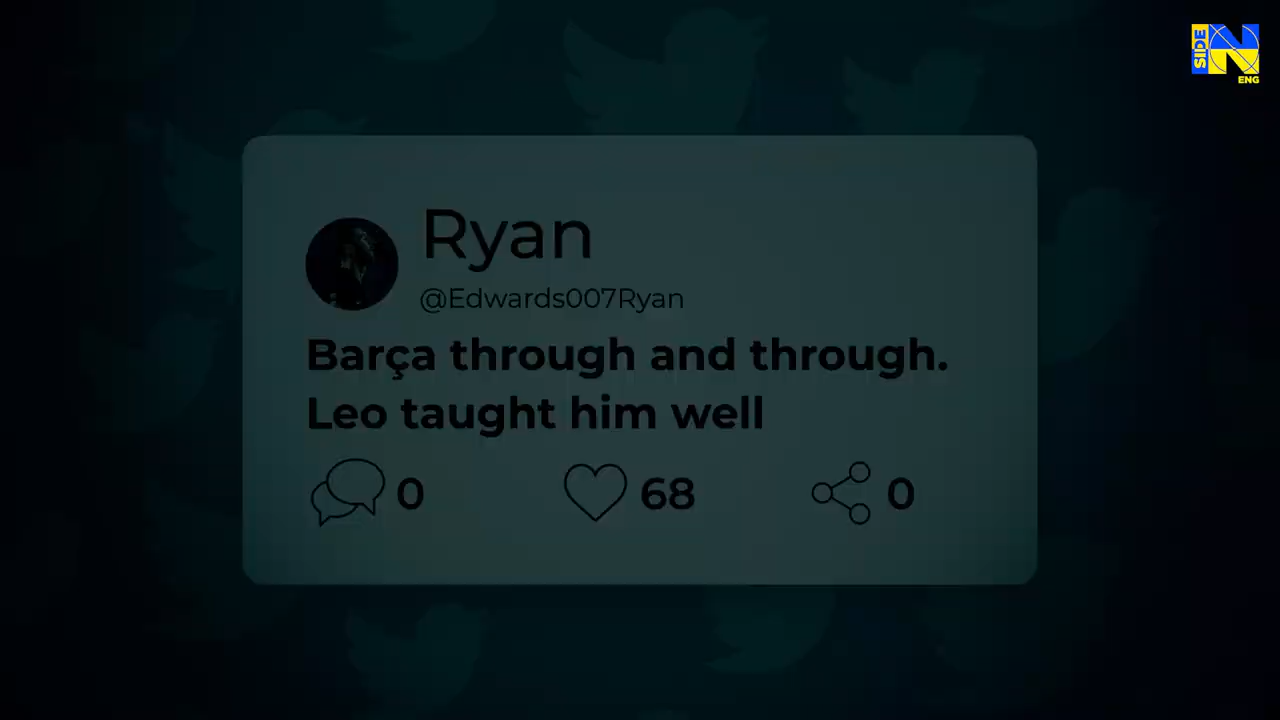 SIDE
N
ENG
Ryan
@Edwards007Ryan
Barça through and through.
Leo taught him well
0 68 0